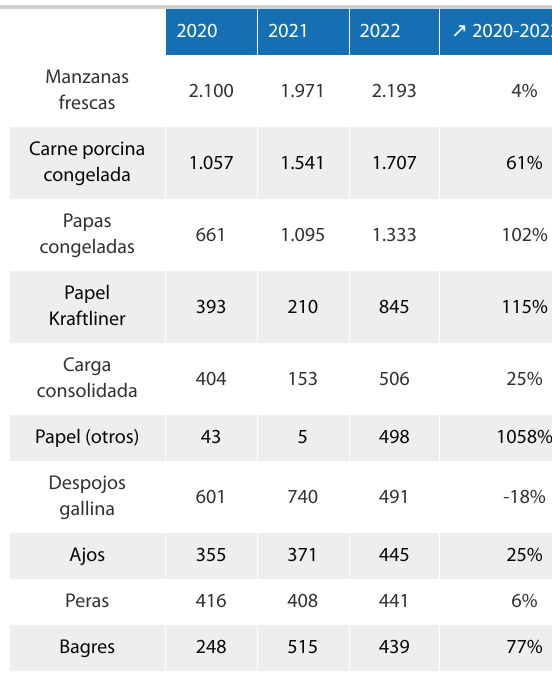 2020 2021 2022 ↗ 2020-202
Manzanas
frescas
2.100 1.971 2.193 4%
Carne porcina
congelada
1.057 1.541 1.707 61%
Papas
congeladas
661 1.095 1.333 102%
Papel
Kraftliner
393 210 845 115%
Carga
consolidada
404 153 506 25%
Papel (otros) 43 5 498 1058%
Despojos
gallina
601 740 491 -18%
Ajos 355 371 445 25%
Peras 416 408 441 6%
Bagres 248 515 439 77%